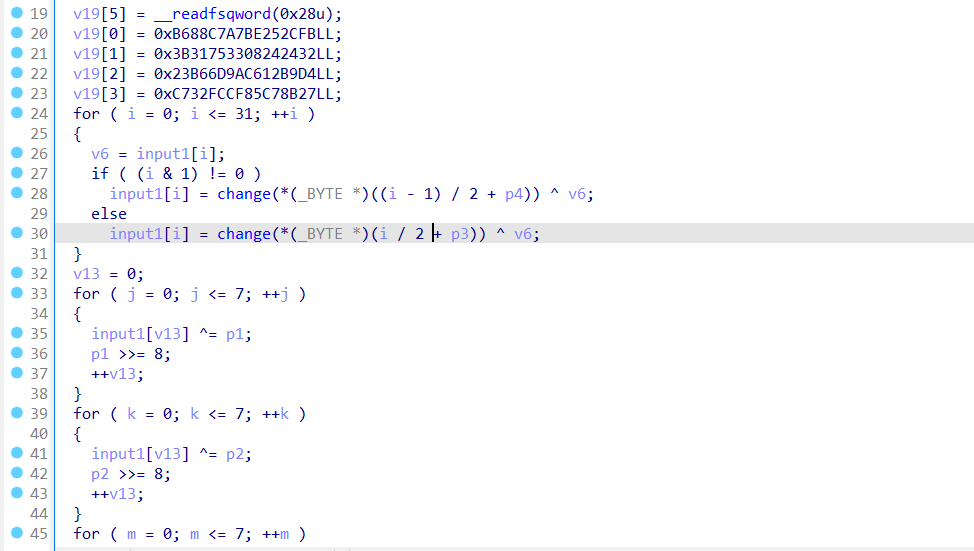 19 v19[5] = __readfsqword(0x28u);
20 v19[0] = 0xB688C7A7BE252CFBLL;
21 v19[1] = 0x3B31753308242432LL;
22 v19[2] = 0x23B66D9AC612B9D4LL;
23 v19[3] = 0xC732FCCF85C78B27LL;
24 for ( i = 0; i <= 31; ++i )
25 {
26 v6 = input1[i];
27 if ( (i & 1) != 0 )
28 input1[i] = change(*(_BYTE *)((i - 1) / 2 + p4)) ^ v6;
29 else
30 input1[i] = change(*(_BYTE *)(i / 2 + p3)) ^ v6;
31 }
32 v13 = 0;
33 for ( j = 0; j <= 7; ++j )
34 {
35 input1[v13] ^= p1;
36 p1 >>= 8;
37 ++v13;
38 }
39 for ( k = 0; k <= 7; ++k )
40 {
41 input1[v13] ^= p2;
42 p2 >>= 8;
43 ++v13;
44 }
45 for ( m = 0; m <= 7; ++m )